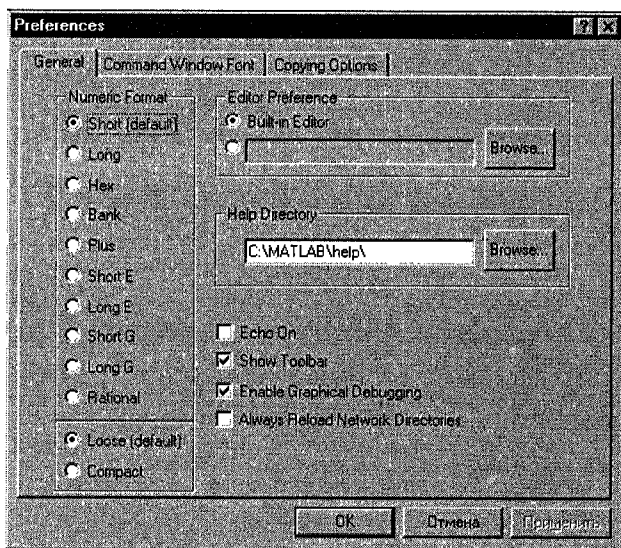 Preferences
General
Command Window Font
Copying Options
Numeric Format
Short (default)
Long
Hex
Bank
Plus
Short E
Long E
Short G
Long G
Rational
Loose (default)
Compact
Editor Preference
Built-in Editor
Browse...
Help Directory
C:\MATLAB\help\
Browse...
Echo On
Show Toolbar
Enable Graphical Debugging
Always Reload Network Directories
OK
Отмена
Применить